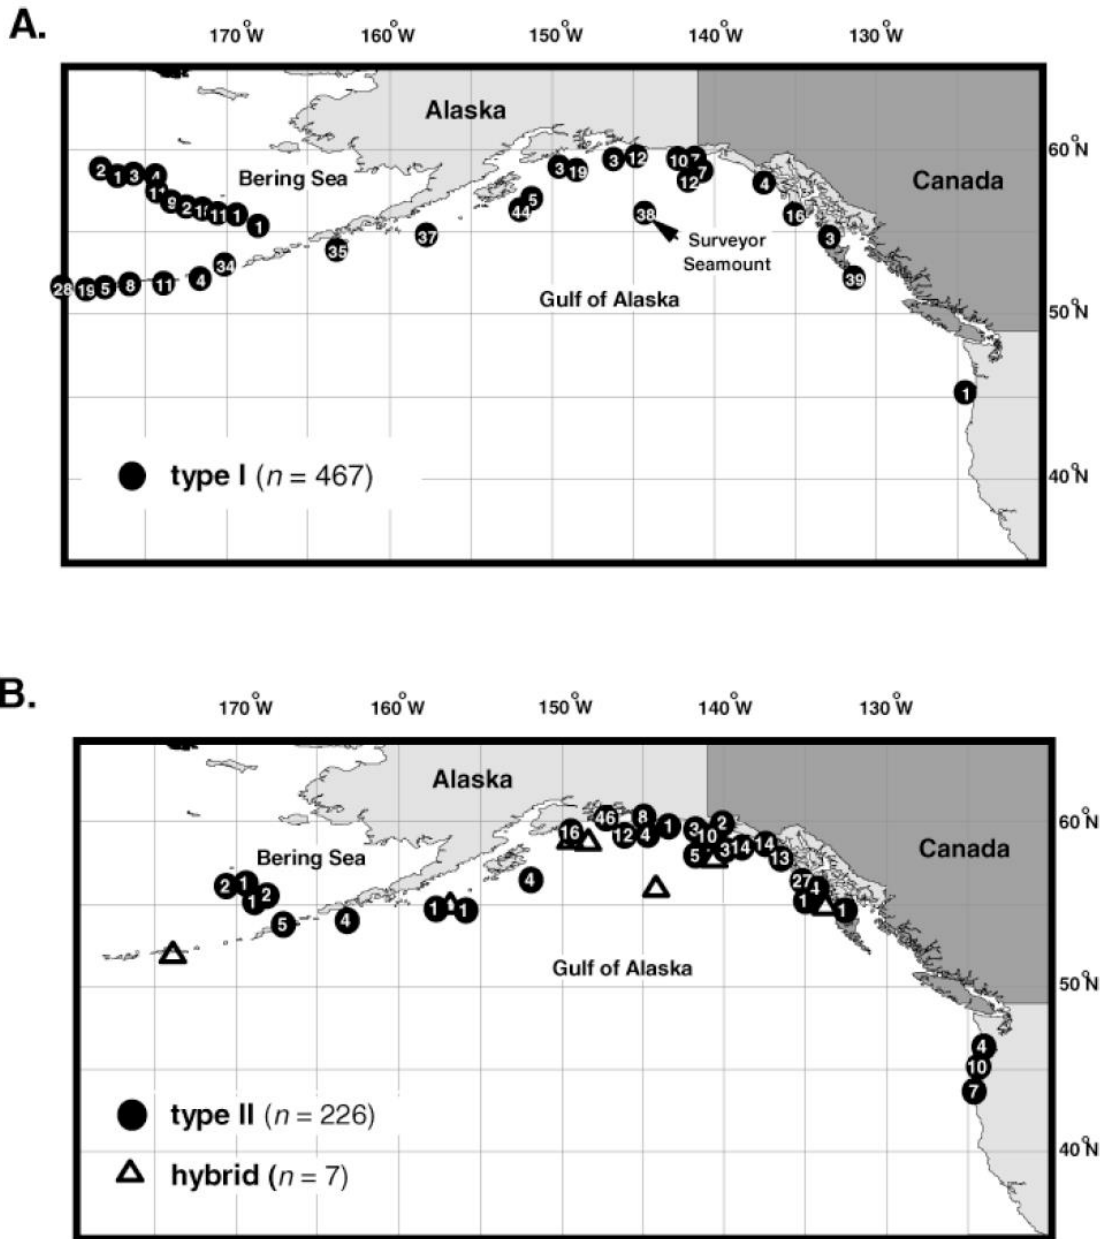 A.
170°W 160°W 150°W 140°W 130°W
Alaska
60°N
3 12 10 7
2 1 3 4
3 19 7
Bering Sea
12 4
Canada
11
9 2 11 1
5
44 38 16
37
Surveyor
3
35
Seamount
34
39
28 19 5 8 11 4
Gulf of Alaska
50°N
1
type I (n = 467)
40°N
B.
170°W 160°W 150°W 140°W 130°W
Alaska
60°N
46 8 1 3 2
16 12 4 10
3 14 14
Canada
Bering Sea
5 13
2 1 2
4 27 4
1
1 1 1 1
5 4
Gulf of Alaska
50°N
4
10
7
type II (n = 226)
40°N
hybrid (n = 7)